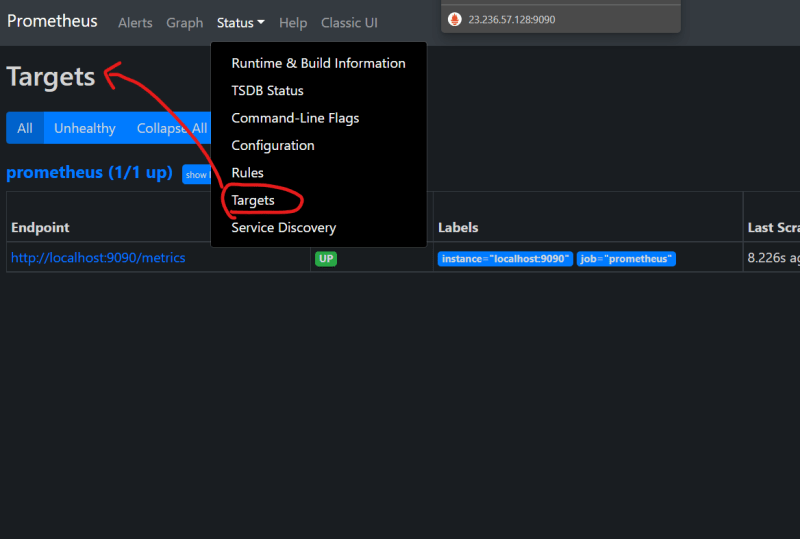 Prometheus Alerts Graph Status Help Classic UI
23.236.57.128:9090
Runtime & Build Information
TSDB Status
Command-Line Flags
Configuration
Rules
Targets
Service Discovery
Targets
All Unhealthy Collapse All
prometheus (1/1 up) show
Endpoint Labels Last Scra
http://localhost:9090/metrics UP instance="localhost:9090" job="prometheus" 8.226s ag